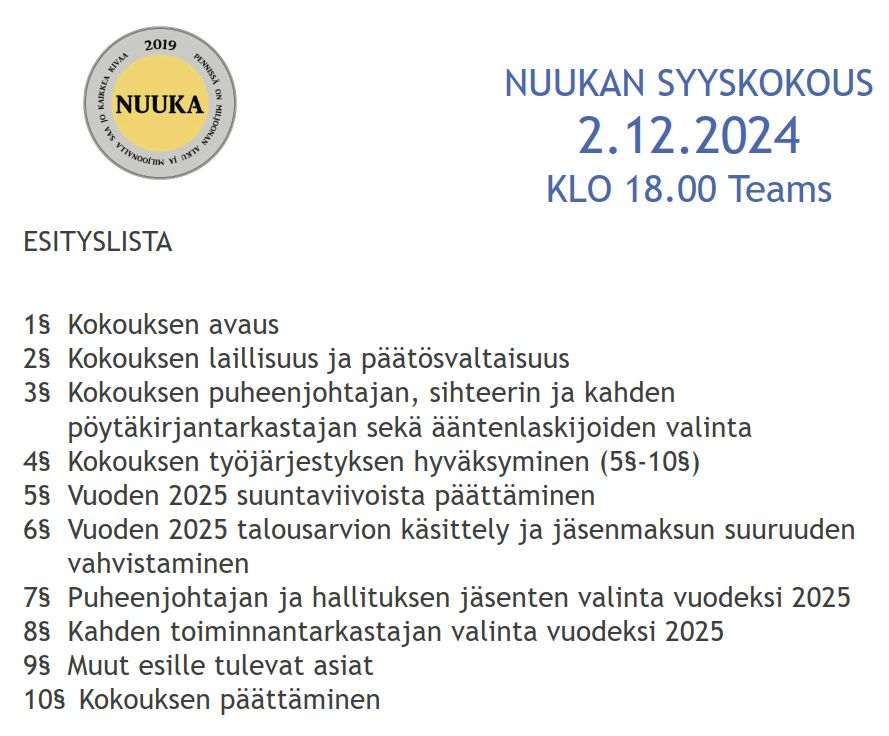 2019
KAIKKEA KIVAA
PENNISSÄ ON MILJOONAN ALKU JA MILJOONALLA SAA JO
NUUKA
NUUKAN SYYSKOKOUS
2.12.2024
KLO 18.00 Teams
ESITYSLISTA
1§ Kokouksen avaus
2§ Kokouksen laillisuus ja päätösvaltaisuus
3§ Kokouksen puheenjohtajan, sihteerin ja kahden
pöytäkirjantarkastajan sekä ääntenlaskijoiden valinta
4§ Kokouksen työjärjestyksen hyväksyminen (5§-10§)
5§ Vuoden 2025 suuntaviivoista päättäminen
6§ Vuoden 2025 talousarvion käsittely ja jäsenmaksun suuruuden
vahvistaminen
7§ Puheenjohtajan ja hallituksen jäsenten valinta vuodeksi 2025
8§ Kahden toiminnantarkastajan valinta vuodeksi 2025
9§ Muut esille tulevat asiat
10§ Kokouksen päättäminen